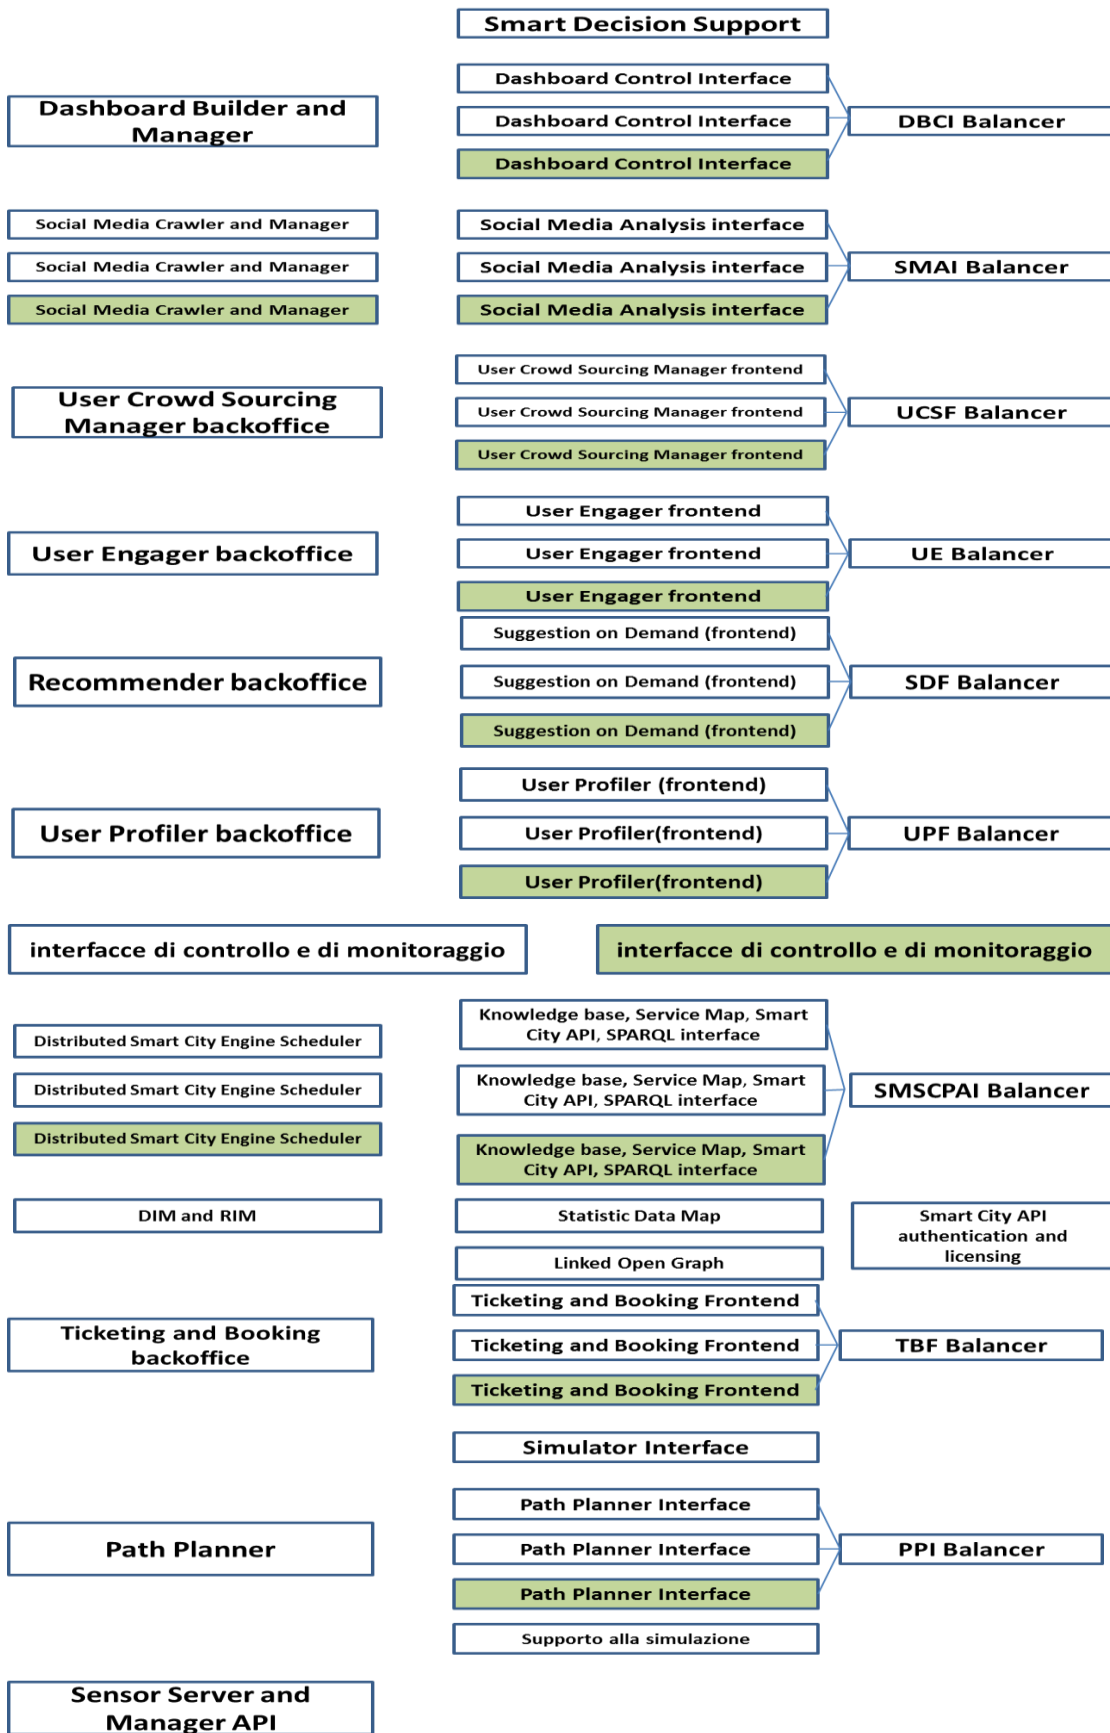 Smart Decision Support
Dashboard Control Interface
Dashboard Builder and
Manager
Dashboard Control Interface
DBCI Balancer
Dashboard Control Interface
Social Media Crawler and Manager
Social Media Analysis interface
Social Media Crawler and Manager
Social Media Analysis interface
SMAI Balancer
Social Media Crawler and Manager
Social Media Analysis interface
User Crowd Sourcing Manager frontend
User Crowd Sourcing
Manager backoffice
User Crowd Sourcing Manager frontend
UCSF Balancer
User Crowd Sourcing Manager frontend
User Engager frontend
User Engager backoffice
User Engager frontend
UE Balancer
User Engager frontend
Suggestion on Demand (frontend)
Recommender backoffice
Suggestion on Demand (frontend)
SDF Balancer
Suggestion on Demand (frontend)
User Profiler (frontend)
User Profiler backoffice
User Profiler(frontend)
UPF Balancer
User Profiler(frontend)
interfacce di controllo e di monitoraggio
interfacce di controllo e di monitoraggio
Distributed Smart City Engine Scheduler
Knowledge base, Service Map, Smart
City API, SPARQL interface
Distributed Smart City Engine Scheduler
Knowledge base, Service Map, Smart
City API, SPARQL interface
SMSCPAI Balancer
Distributed Smart City Engine Scheduler
Knowledge base, Service Map, Smart
City API, SPARQL interface
DIM and RIM
Statistic Data Map
Smart City API
authentication and
licensing
Linked Open Graph
Ticketing and Booking Frontend
Ticketing and Booking
backoffice
Ticketing and Booking Frontend
TBF Balancer
Ticketing and Booking Frontend
Simulator Interface
Path Planner Interface
Path Planner
Path Planner Interface
PPI Balancer
Path Planner Interface
Supporto alla simulazione
Sensor Server and
Manager API